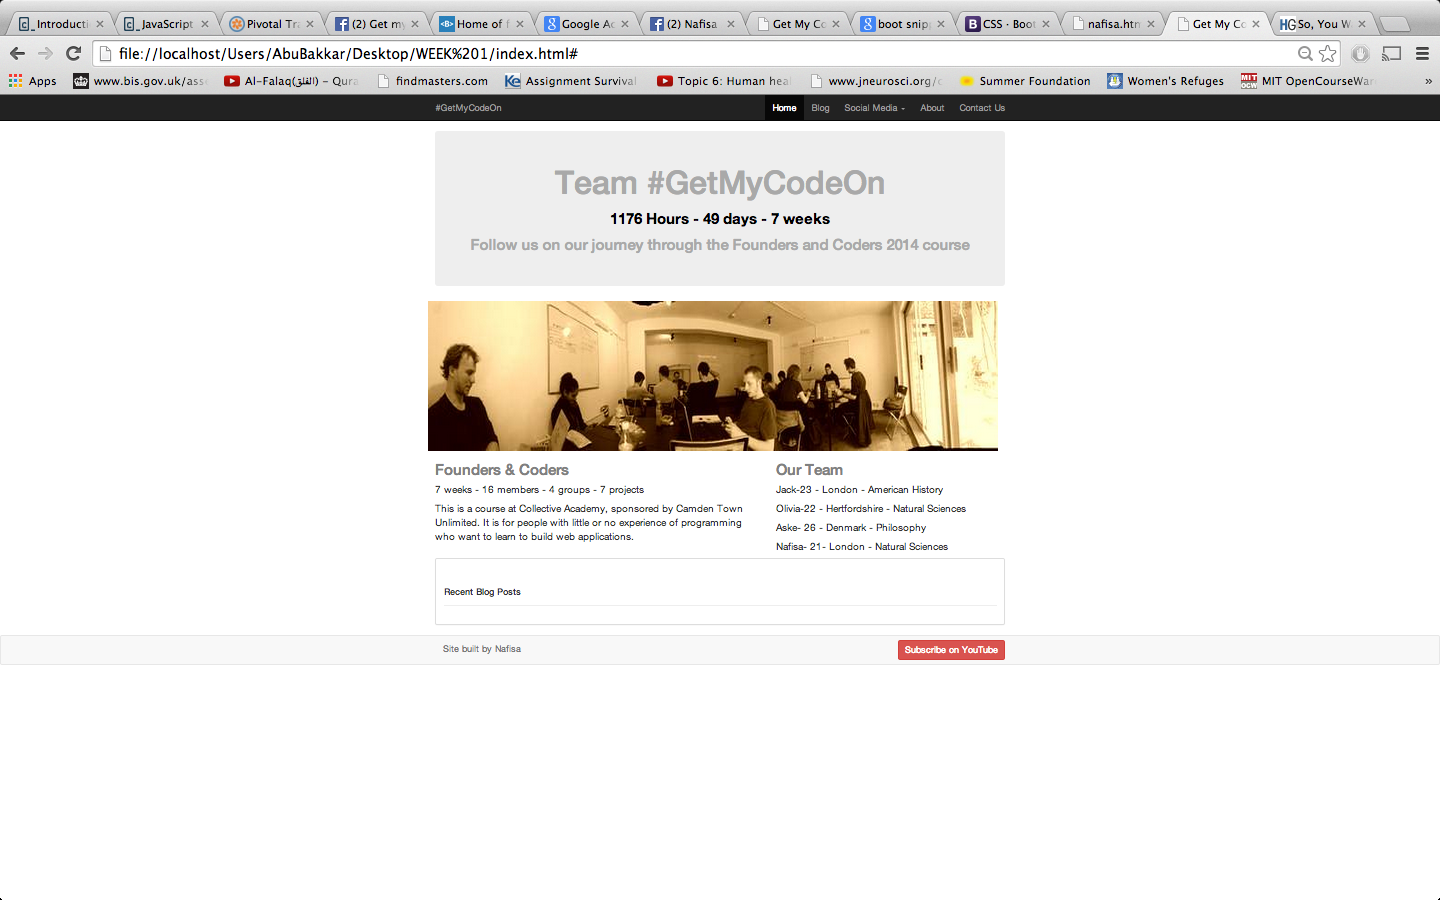 Introducti
JavaScript
Pivotal Tra
(2) Get my
Home of f
Google Ac
(2) Nafisa
Get My Co
boot snipp
CSS · Boot
nafisa.htm
Get My Co
So, You W
file://localhost/Users/AbuBakkar/Desktop/WEEK%201/index.html#
Apps
www.bis.gov.uk/asse
Al-Falaq(الفلق) - Qura
findmasters.com
Assignment Survival
Topic 6: Human heal
www.jneurosci.org/c
Summer Foundation
Women's Refuges
MIT OpenCourseWar
»
#GetMyCodeOn
Home
Blog
Social Media
About
Contact Us
Team #GetMyCodeOn
1176 Hours - 49 days - 7 weeks
Follow us on our journey through the Founders and Coders 2014 course
Founders & Coders
7 weeks - 16 members - 4 groups - 7 projects
This is a course at Collective Academy, sponsored by Camden Town
Unlimited. It is for people with little or no experience of programming
who want to learn to build web applications.
Our Team
Jack-23 - London - American History
Olivia-22 - Hertfordshire - Natural Sciences
Aske- 26 - Denmark - Philosophy
Nafisa- 21- London - Natural Sciences
Recent Blog Posts
Site built by Nafisa
Subscribe on YouTube